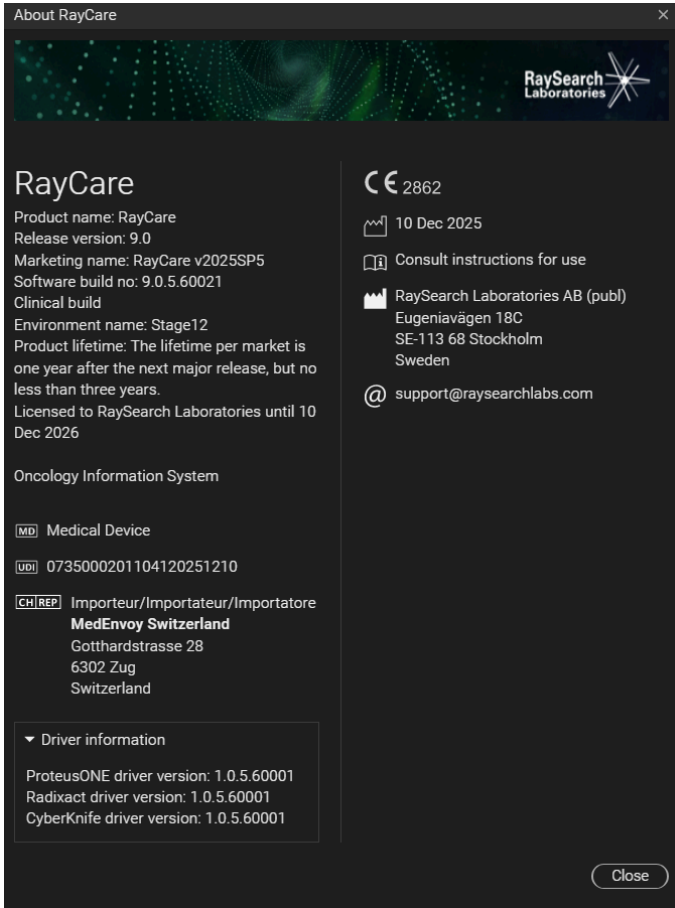 About RayCare
RaySearch
Laboratories
RayCare
Product name: RayCare
Release version: 9.0
Marketing name: RayCare v2025SP5
Software build no: 9.0.5.60021
Clinical build
Environment name: Stage12
Product lifetime: The lifetime per market is
one year after the next major release, but no
less than three years.
Licensed to RaySearch Laboratories until 10
Dec 2026
Oncology Information System
MD Medical Device
UDI 0735000201104120251210
CH REP Importeur/Importateur/Importatore
MedEnvoy Switzerland
Gotthardstrasse 28
6302 Zug
Switzerland
Driver information
ProteusONE driver version: 1.0.5.60001
Radixact driver version: 1.0.5.60001
CyberKnife driver version: 1.0.5.60001
CE 2862
10 Dec 2025
Consult instructions for use
RaySearch Laboratories AB (publ)
Eugeniavägen 18C
SE-113 68 Stockholm
Sweden
@ support@raysearchlabs.com
Close